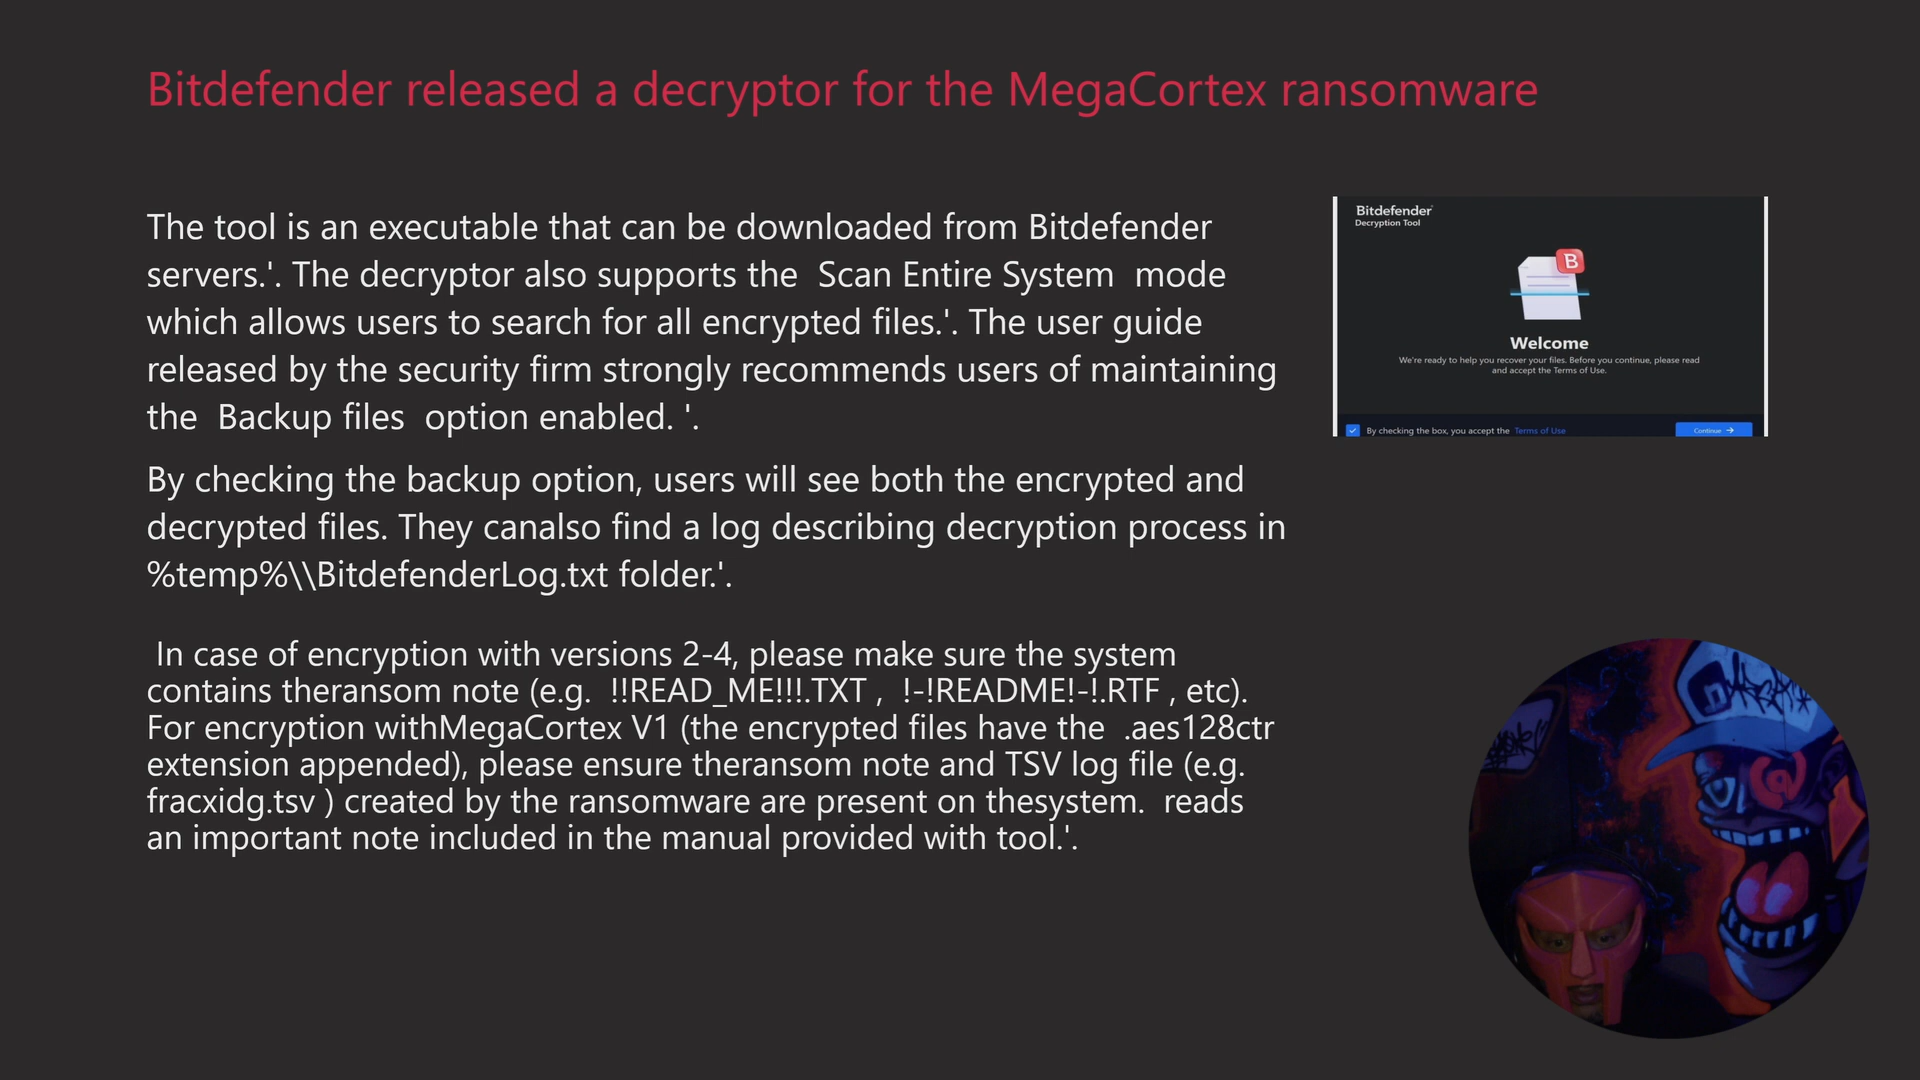 Bitdefender released a decryptor for the MegaCortex ransomware
The tool is an executable that can be downloaded from Bitdefender
servers.'. The decryptor also supports the  Scan Entire System  mode
which allows users to search for all encrypted files.'. The user guide
released by the security firm strongly recommends users of maintaining
the  Backup files  option enabled. '.
By checking the backup option, users will see both the encrypted and
decrypted files. They canalso find a log describing decryption process in
%temp%\\BitdefenderLog.txt folder.'.
In case of encryption with versions 2-4, please make sure the system
contains theransom note (e.g.  !!READ_ME!!!.TXT ,  !-!README!-!.RTF , etc).
For encryption withMegaCortex V1 (the encrypted files have the  .aes128ctr
extension appended), please ensure theransom note and TSV log file (e.g.
fracxidg.tsv ) created by the ransomware are present on thesystem.  reads
an important note included in the manual provided with tool.'.
Bitdefender
Decryption Tool
B
Welcome
We're ready to help you recover your files. Before you continue, please read
and accept the Terms of Use.
By checking the box, you accept the Terms of Use
Continue →